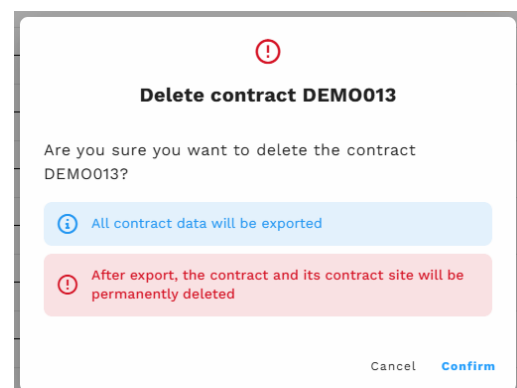 Delete contract DEMO013
Are you sure you want to delete the contract
DEMO013?
All contract data will be exported
After export, the contract and its contract site will be
permanently deleted
Cancel Confirm